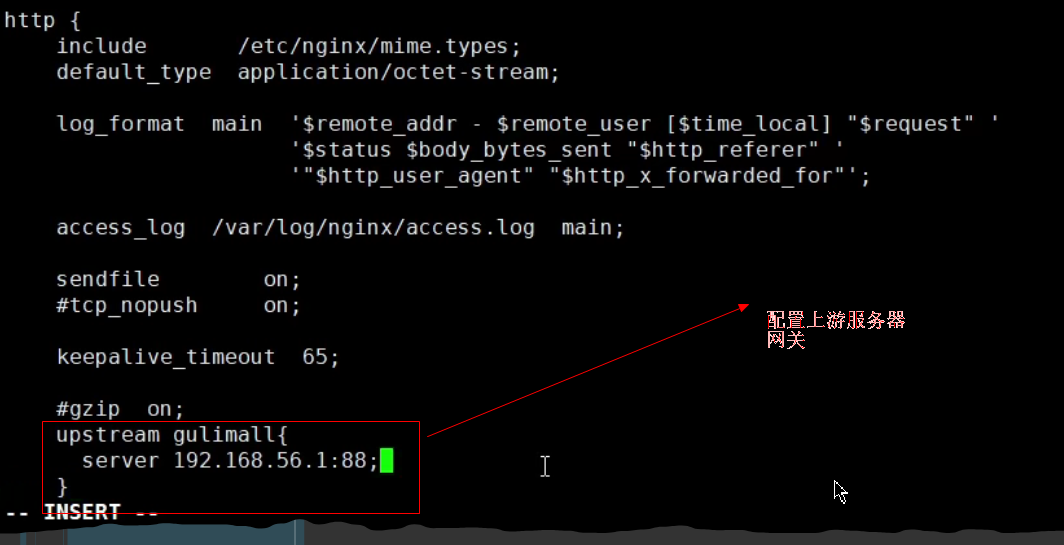 http {
    include       /etc/nginx/mime.types;
    default_type  application/octet-stream;
    log_format  main  '$remote_addr - $remote_user [$time_local] "$request" '
                      '$status $body_bytes_sent "$http_referer" '
                      '"$http_user_agent" "$http_x_forwarded_for"';
    access_log  /var/log/nginx/access.log  main;
    sendfile        on;
    #tcp_nopush     on;
配置上游服务器
网关
    keepalive_timeout  65;
    #gzip  on;
    upstream gulimall{
      server 192.168.56.1:88;
    }
-- INSERT --